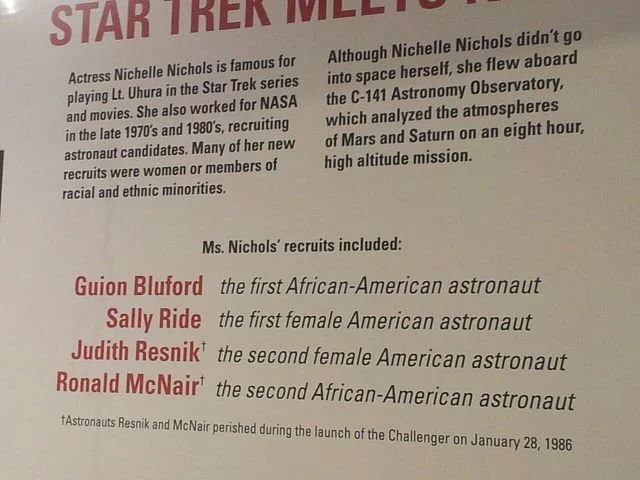 STAR TREK MEETS
Actress Nichelle Nichols is famous for
playing Lt. Uhura in the Star Trek series
and movies. She also worked for NASA
in the late 1970's and 1980's, recruiting
astronaut candidates. Many of her new
recruits were women or members of
racial and ethnic minorities.
Although Nichelle Nichols didn't go
into space herself, she flew aboard
the C-141 Astronomy Observatory,
which analyzed the atmospheres
of Mars and Saturn on an eight hour,
high altitude mission.
Ms. Nichols' recruits included:
Guion Bluford the first African-American astronaut
Sally Ride the first female American astronaut
Judith Resnik† the second female American astronaut
Ronald McNair† the second African-American astronaut
†Astronauts Resnik and McNair perished during the launch of the Challenger on January 28, 1986